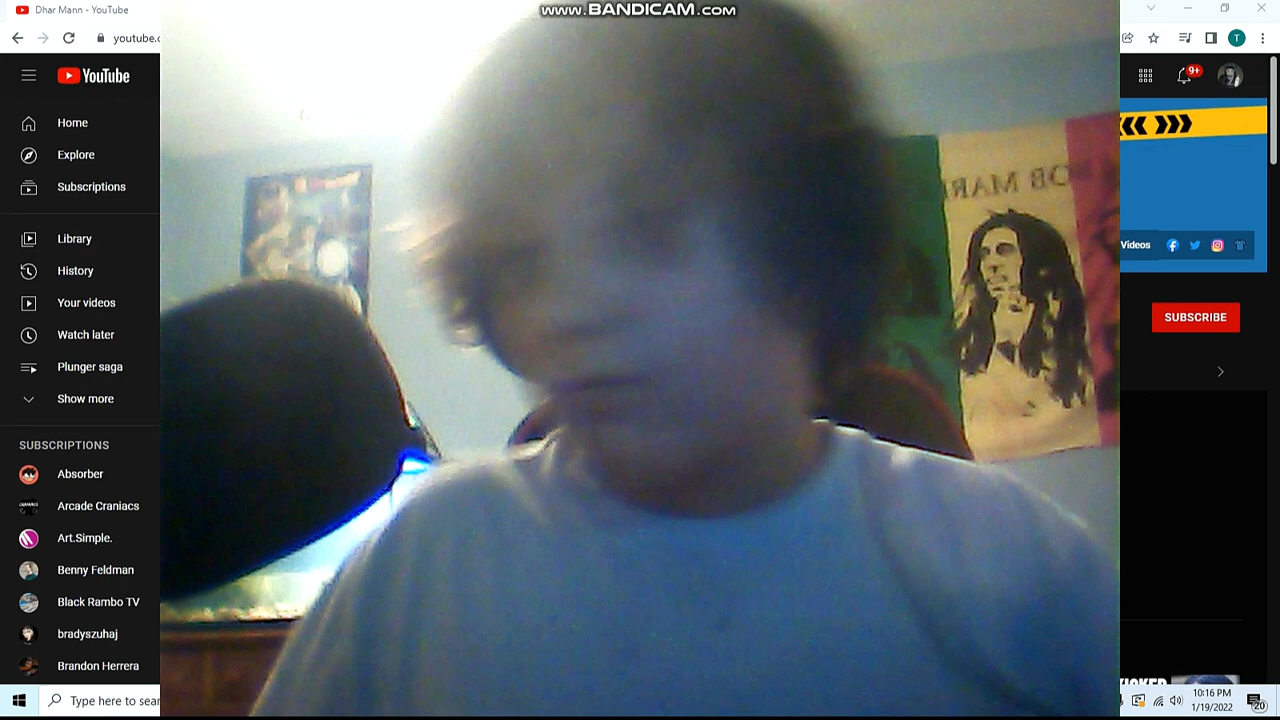 Dhar Mann - YouTube
www.BANDICAM.com
youtube.c
T
YouTube
9+
Home
Explore
Subscriptions
Library
History
Your videos
Watch later
Plunger saga
Show more
SUBSCRIPTIONS
Absorber
Arcade Craniacs
Art.Simple.
Benny Feldman
Black Rambo TV
bradyszuhaj
Brandon Herrera
OB MAR
Videos
SUBSCRIBE
Type here to sear
10:16 PM
1/19/2022
20